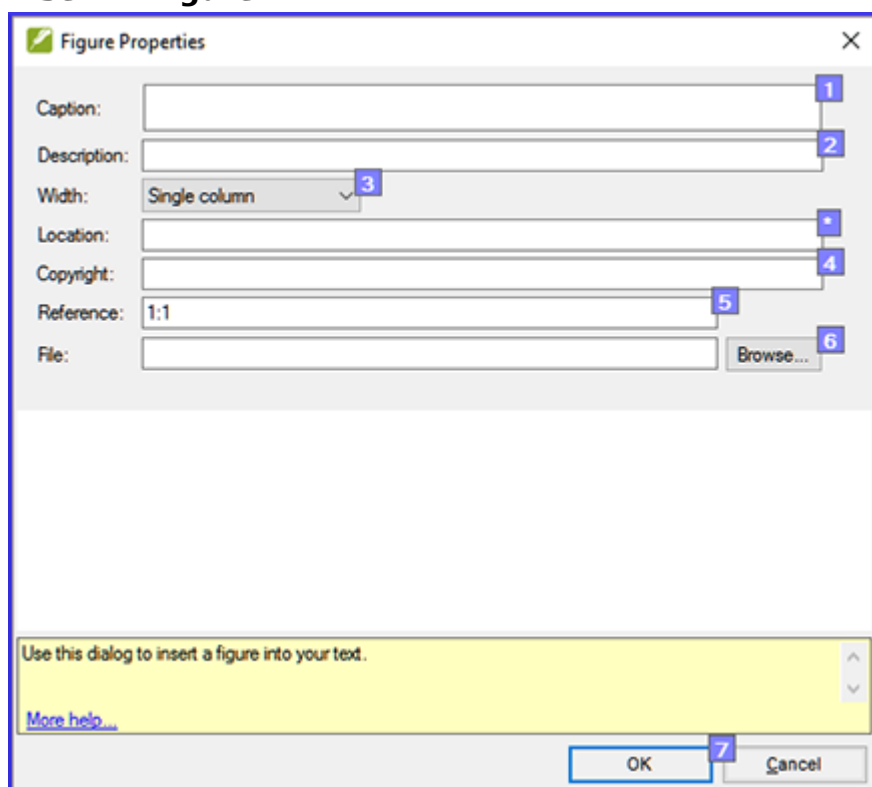 Figure Properties
Caption: 1
Description: 2
Width: Single column 3
Location: *
Copyright: 4
Reference: 1:1 5
File: Browse... 6
Use this dialog to insert a figure into your text.
More help...
OK 7 Cancel